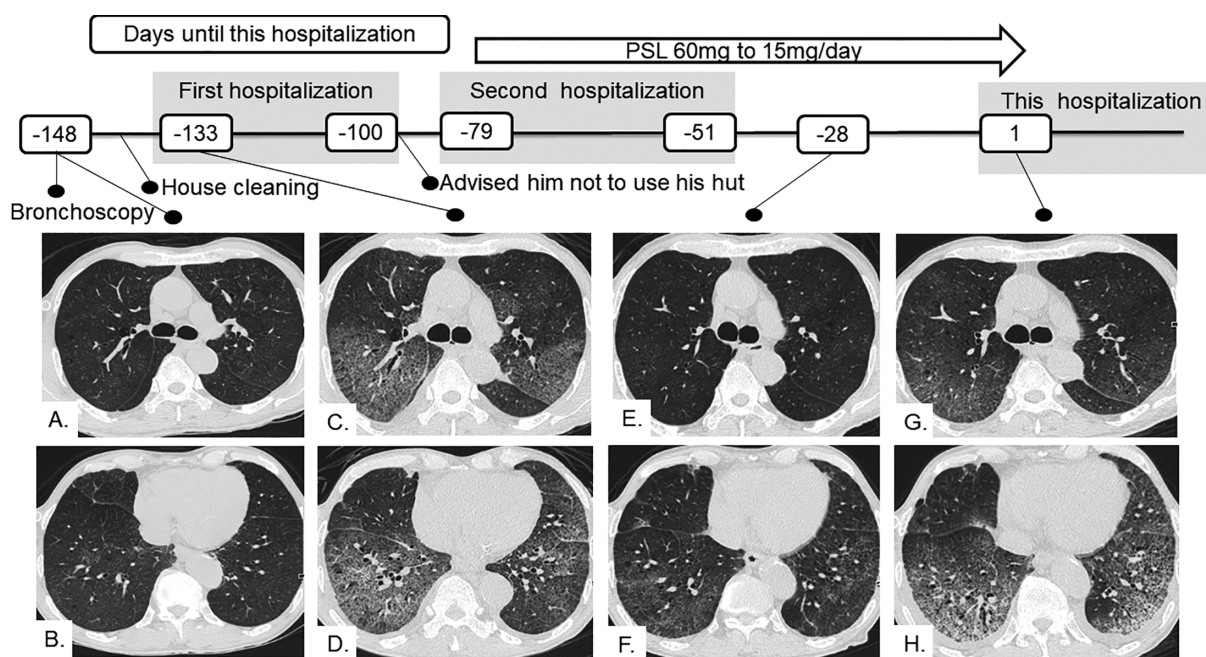 Days until this hospitalization
PSL 60mg to 15mg/day
First hospitalization
Second hospitalization
This hospitalization
-148
-133
-100
-79
-51
-28
1
House cleaning
Advised him not to use his hut
Bronchoscopy
A.
C.
E.
G.
B.
D.
F.
H.